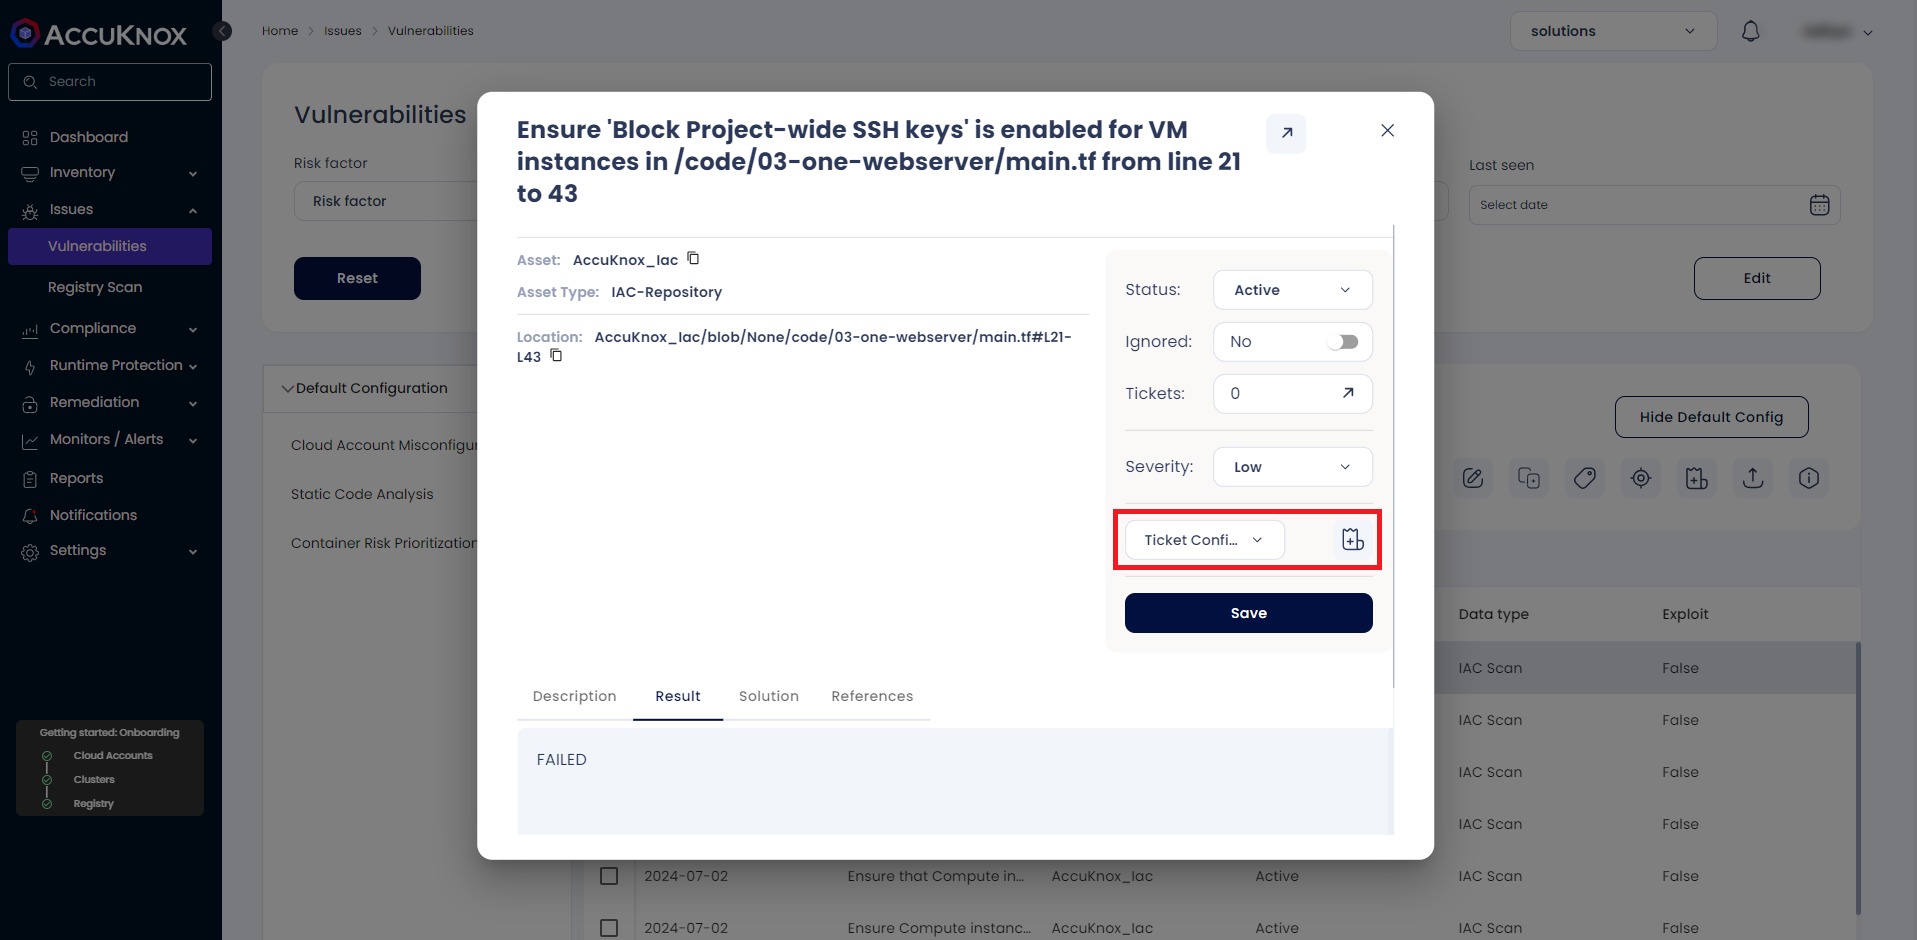 ACCUKNOX
Search
Dashboard
Inventory
Issues
Vulnerabilities
Registry Scan
Compliance
Runtime Protection
Remediation
Monitors / Alerts
Reports
Notifications
Settings
Getting started: Onboarding
Cloud Accounts
Clusters
Registry
Home > Issues > Vulnerabilities
solutions
Vulnerabilities
Risk factor
Risk factor
Reset
Last seen
Select date
Edit
Default Configuration
Cloud Account Misconfigu
Static Code Analysis
Container Risk Prioritization
Hide Default Config
Ensure 'Block Project-wide SSH keys' is enabled for VM
instances in /code/03-one-webserver/main.tf from line 21
to 43
Asset: AccuKnox_Iac
Asset Type: IAC-Repository
Location: AccuKnox_Iac/blob/None/code/03-one-webserver/main.tf#L21-
L43
Status: Active
Ignored: No
Tickets: 0
Severity: Low
Ticket Confi...
Save
Description Result Solution References
FAILED
Data type Exploit
IAC Scan False
IAC Scan False
IAC Scan False
IAC Scan False
2024-07-02 Ensure that Compute in... AccuKnox_Iac Active IAC Scan False
2024-07-02 Ensure Compute instanc... AccuKnox_Iac Active IAC Scan False